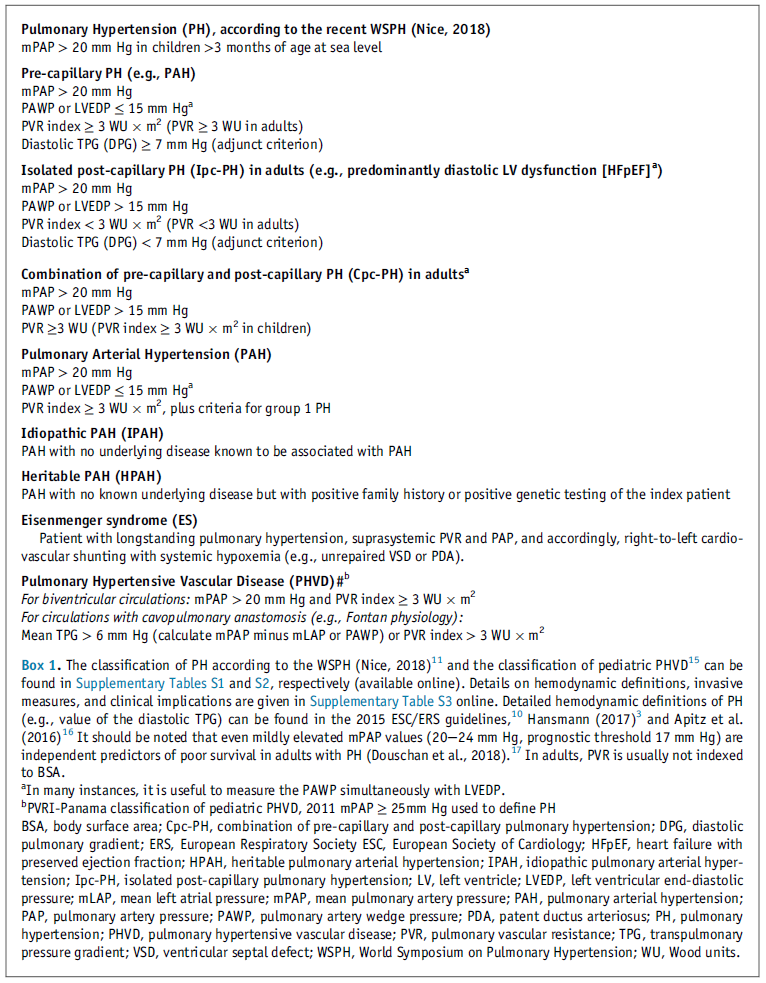 Pulmonary Hypertension (PH), according to the recent WSPH (Nice, 2018)
mPAP > 20 mm Hg in children >3 months of age at sea level
Pre-capillary PH (e.g., PAH)
mPAP > 20 mm Hg
PAWP or LVEDP ≤ 15 mm Hgᵃ
PVR index ≥ 3 WU × m² (PVR ≥ 3 WU in adults)
Diastolic TPG (DPG) ≥ 7 mm Hg (adjunct criterion)
Isolated post-capillary PH (Ipc-PH) in adults (e.g., predominantly diastolic LV dysfunction [HFpEF]ᵃ)
mPAP > 20 mm Hg
PAWP or LVEDP > 15 mm Hg
PVR index < 3 WU × m² (PVR <3 WU in adults)
Diastolic TPG (DPG) < 7 mm Hg (adjunct criterion)
Combination of pre-capillary and post-capillary PH (Cpc-PH) in adultsᵃ
mPAP > 20 mm Hg
PAWP or LVEDP > 15 mm Hg
PVR ≥3 WU (PVR index ≥ 3 WU × m² in children)
Pulmonary Arterial Hypertension (PAH)
mPAP > 20 mm Hg
PAWP or LVEDP ≤ 15 mm Hgᵃ
PVR index ≥ 3 WU × m², plus criteria for group 1 PH
Idiopathic PAH (IPAH)
PAH with no underlying disease known to be associated with PAH
Heritable PAH (HPAH)
PAH with no known underlying disease but with positive family history or positive genetic testing of the index patient
Eisenmenger syndrome (ES)
Patient with longstanding pulmonary hypertension, suprasystemic PVR and PAP, and accordingly, right-to-left cardio-
vascular shunting with systemic hypoxemia (e.g., unrepaired VSD or PDA).
Pulmonary Hypertensive Vascular Disease (PHVD)#ᵇ
For biventricular circulations: mPAP > 20 mm Hg and PVR index ≥ 3 WU × m²
For circulations with cavopulmonary anastomosis (e.g., Fontan physiology):
Mean TPG > 6 mm Hg (calculate mPAP minus mLAP or PAWP) or PVR index > 3 WU × m²
Box 1. The classification of PH according to the WSPH (Nice, 2018)¹¹ and the classification of pediatric PHVD¹⁵ can be
found in Supplementary Tables S1 and S2, respectively (available online). Details on hemodynamic definitions, invasive
measures, and clinical implications are given in Supplementary Table S3 online. Detailed hemodynamic definitions of PH
(e.g., value of the diastolic TPG) can be found in the 2015 ESC/ERS guidelines,¹⁰ Hansmann (2017)³ and Apitz et al.
(2016)¹⁶ It should be noted that even mildly elevated mPAP values (20—24 mm Hg, prognostic threshold 17 mm Hg) are
independent predictors of poor survival in adults with PH (Douschan et al., 2018).¹⁷ In adults, PVR is usually not indexed
to BSA.
ᵃIn many instances, it is useful to measure the PAWP simultaneously with LVEDP.
ᵇPVRI-Panama classification of pediatric PHVD, 2011 mPAP ≥ 25mm Hg used to define PH
BSA, body surface area; Cpc-PH, combination of pre-capillary and post-capillary pulmonary hypertension; DPG, diastolic
pulmonary gradient; ERS, European Respiratory Society ESC, European Society of Cardiology; HFpEF, heart failure with
preserved ejection fraction; HPAH, heritable pulmonary arterial hypertension; IPAH, idiopathic pulmonary arterial hyper-
tension; Ipc-PH, isolated post-capillary pulmonary hypertension; LV, left ventricle; LVEDP, left ventricular end-diastolic
pressure; mLAP, mean left atrial pressure; mPAP, mean pulmonary artery pressure; PAH, pulmonary arterial hypertension;
PAP, pulmonary artery pressure; PAWP, pulmonary artery wedge pressure; PDA, patent ductus arteriosus; PH, pulmonary
hypertension; PHVD, pulmonary hypertensive vascular disease; PVR, pulmonary vascular resistance; TPG, transpulmonary
pressure gradient; VSD, ventricular septal defect; WSPH, World Symposium on Pulmonary Hypertension; WU, Wood units.